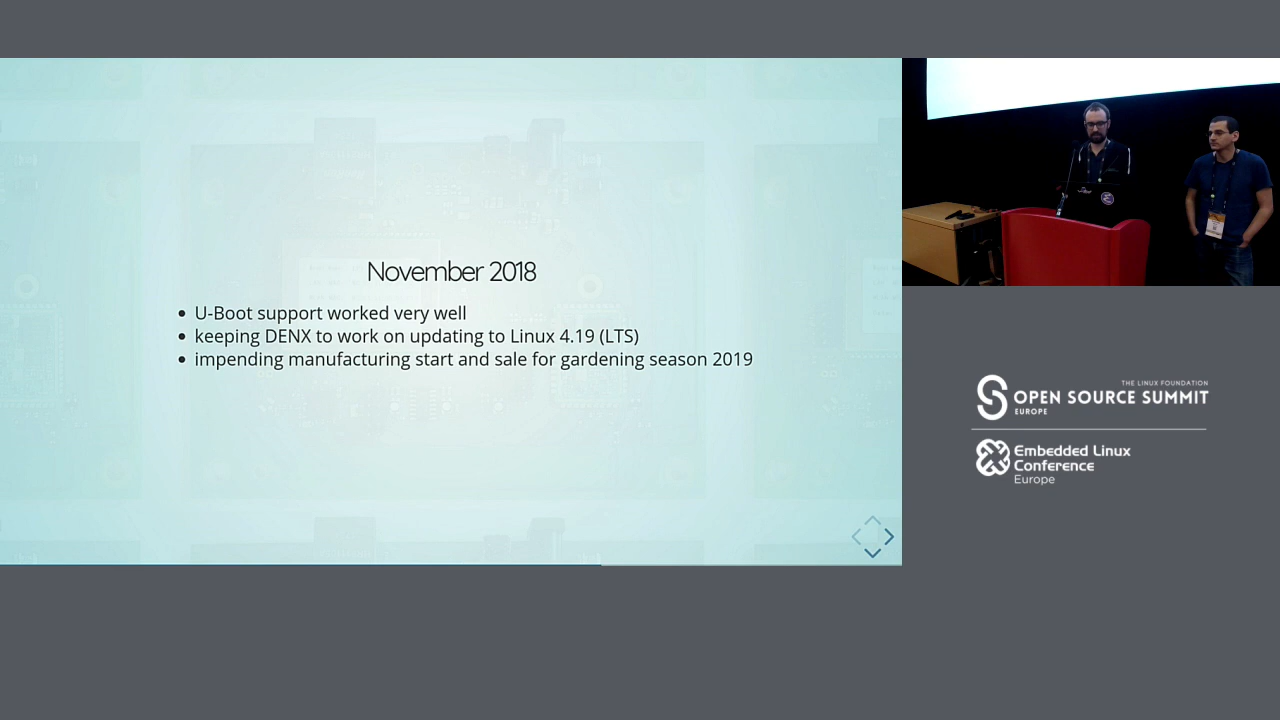 November 2018
U-Boot support worked very well
keeping DENX to work on updating to Linux 4.19 (LTS)
impending manufacturing start and sale for gardening season 2019
THE LINUX FOUNDATION
OPEN SOURCE SUMMIT
EUROPE
Embedded Linux
Conference
Europe